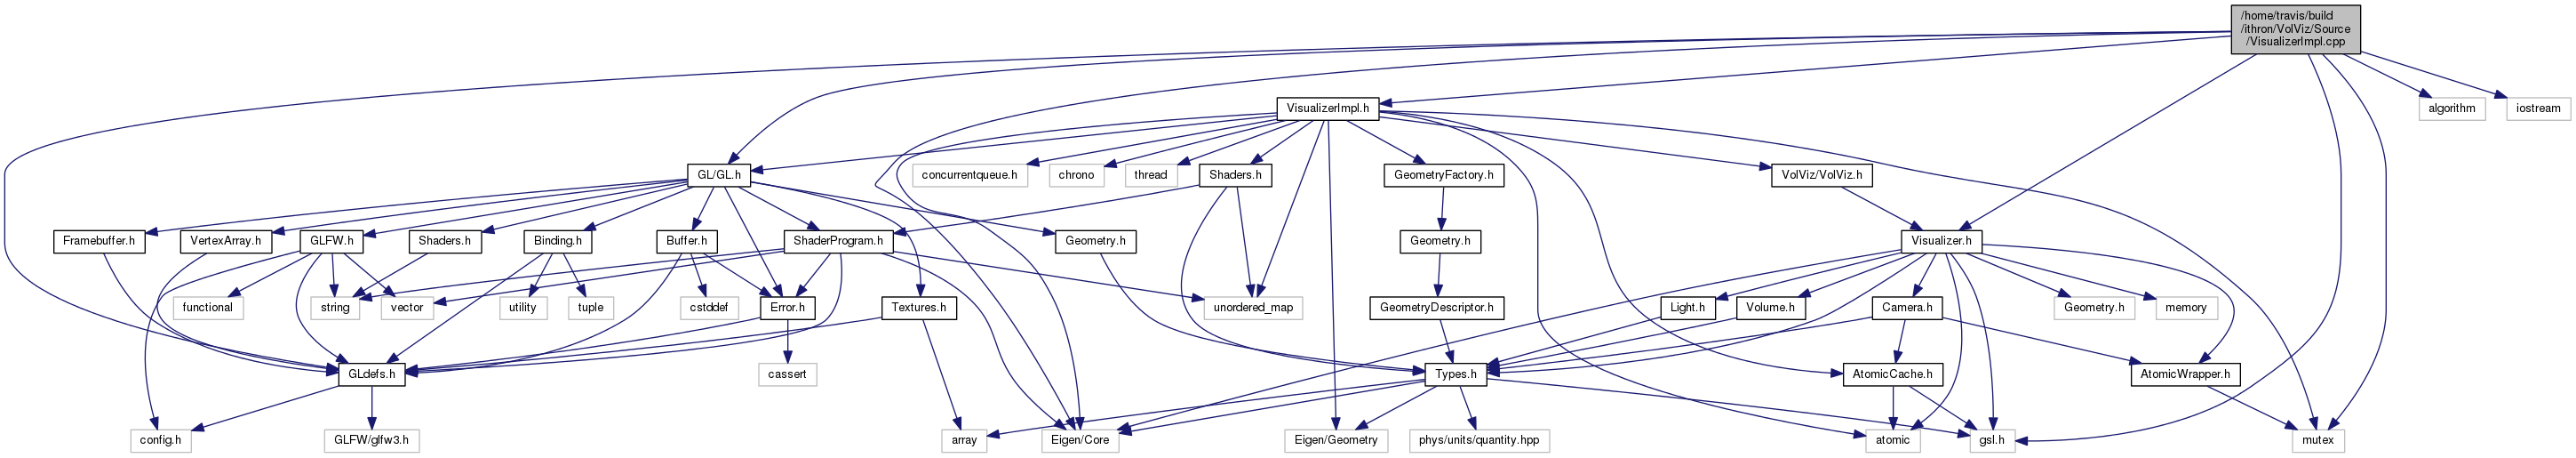 /home/travis/build
/ithron/VolViz/Source
/VisualizerImpl.cpp
VisualizerImpl.h
algorithm
iostream
GL/GL.h
concurrentqueue.h
chrono
thread
Shaders.h
GeometryFactory.h
VolViz/VolViz.h
Framebuffer.h
VertexArray.h
GLFW.h
Shaders.h
Binding.h
Buffer.h
ShaderProgram.h
Geometry.h
Geometry.h
Visualizer.h
functional
string
vector
utility
tuple
cstddef
Error.h
Textures.h
unordered_map
GeometryDescriptor.h
Light.h
Volume.h
Camera.h
Geometry.h
memory
GLdefs.h
cassert
Types.h
AtomicCache.h
AtomicWrapper.h
config.h
GLFW/glfw3.h
array
Eigen/Core
Eigen/Geometry
phys/units/quantity.hpp
atomic
gsl.h
mutex